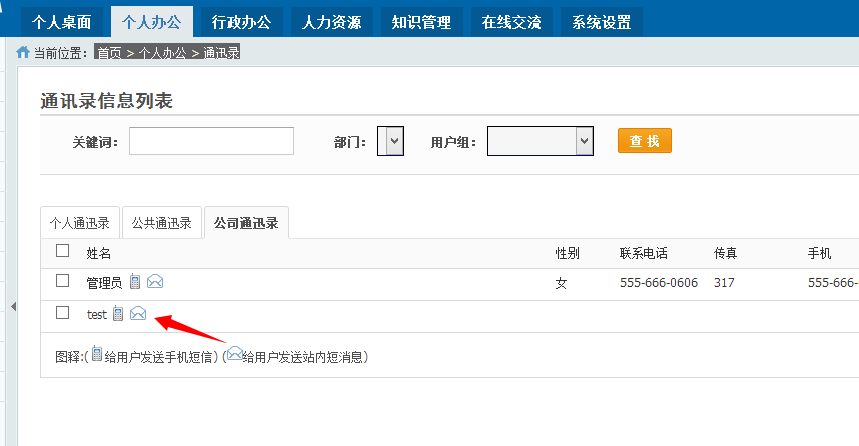 个人桌面 个人办公 行政办公 人力资源 知识管理 在线交流 系统设置
当前位置: 首页 > 个人办公 > 通讯录
通讯录信息列表
关键词: 部门: 用户组: 查 找
个人通迅录 公共通迅录 公司通迅录
姓名 性别 联系电话 传真 手机
管理员 女 555-666-0606 317 555-666-
test
图释:( 给用户发送手机短信) ( 给用户发送站内短消息)